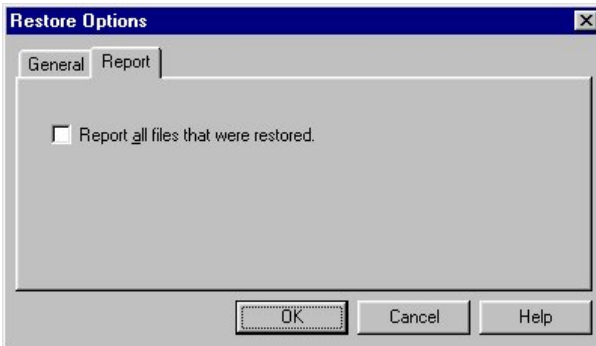 Restore Options
General Report
Report all files that were restored.
OK Cancel Help